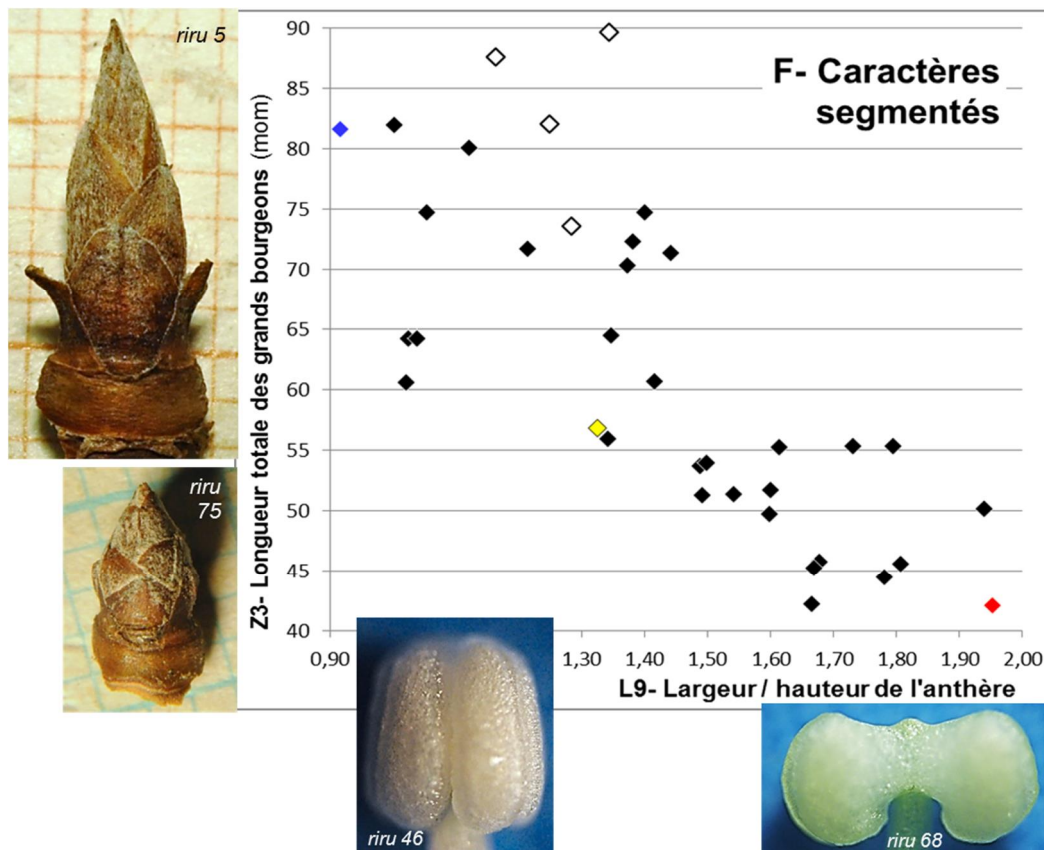 riru 5
riru
75
Z3- Longueur totale des grands bourgeons (mom)
F- Caractères
segmentés
90
85
80
75
70
65
60
55
50
45
40
0,90
1,30
1,40
1,50
1,60
1,70
1,80
1,90
2,00
L9- Largeur / hauteur de l'anthère
riru 46
riru 68